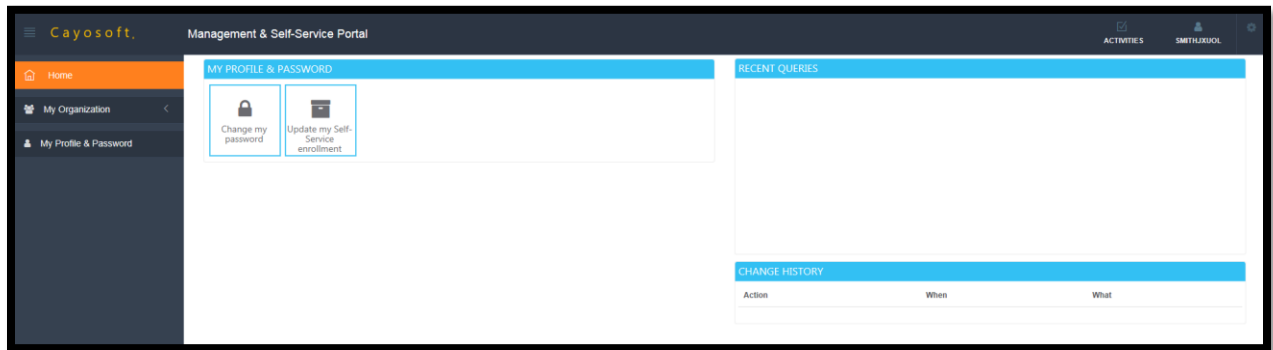 Cayosoft.
Management & Self-Service Portal
ACTIVITIES
SMITHJXUOL
Home
My Organization
My Profile & Password
MY PROFILE & PASSWORD
Change my
password
Update my Self-
Service
enrollment
RECENT QUERIES
CHANGE HISTORY
Action When What